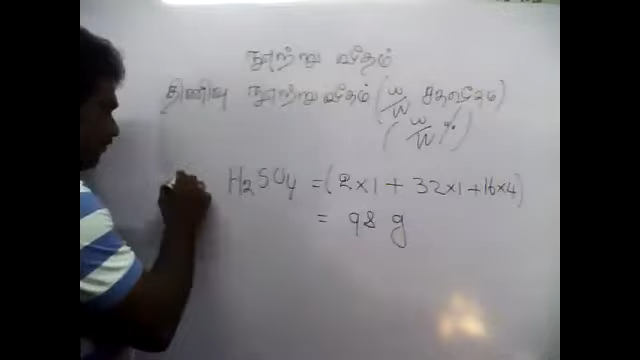 நூற்று வீதம்
திணிவு நூற்றுவீதம் (w/w சதவீதம)
(w/w %)
H₂SO₄ = (2×1 + 32×1 + 16×4)
= 98 g